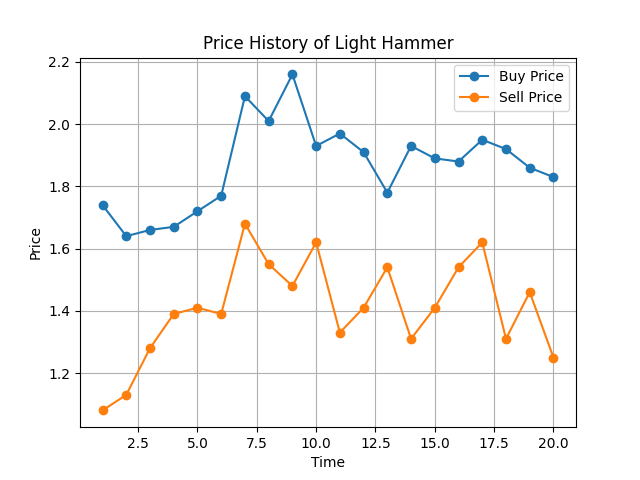 Price History of Light Hammer
Buy Price
Sell Price
2.2
2.0
1.8
1.6
1.4
1.2
Price
2.5 5.0 7.5 10.0 12.5 15.0 17.5 20.0
Time